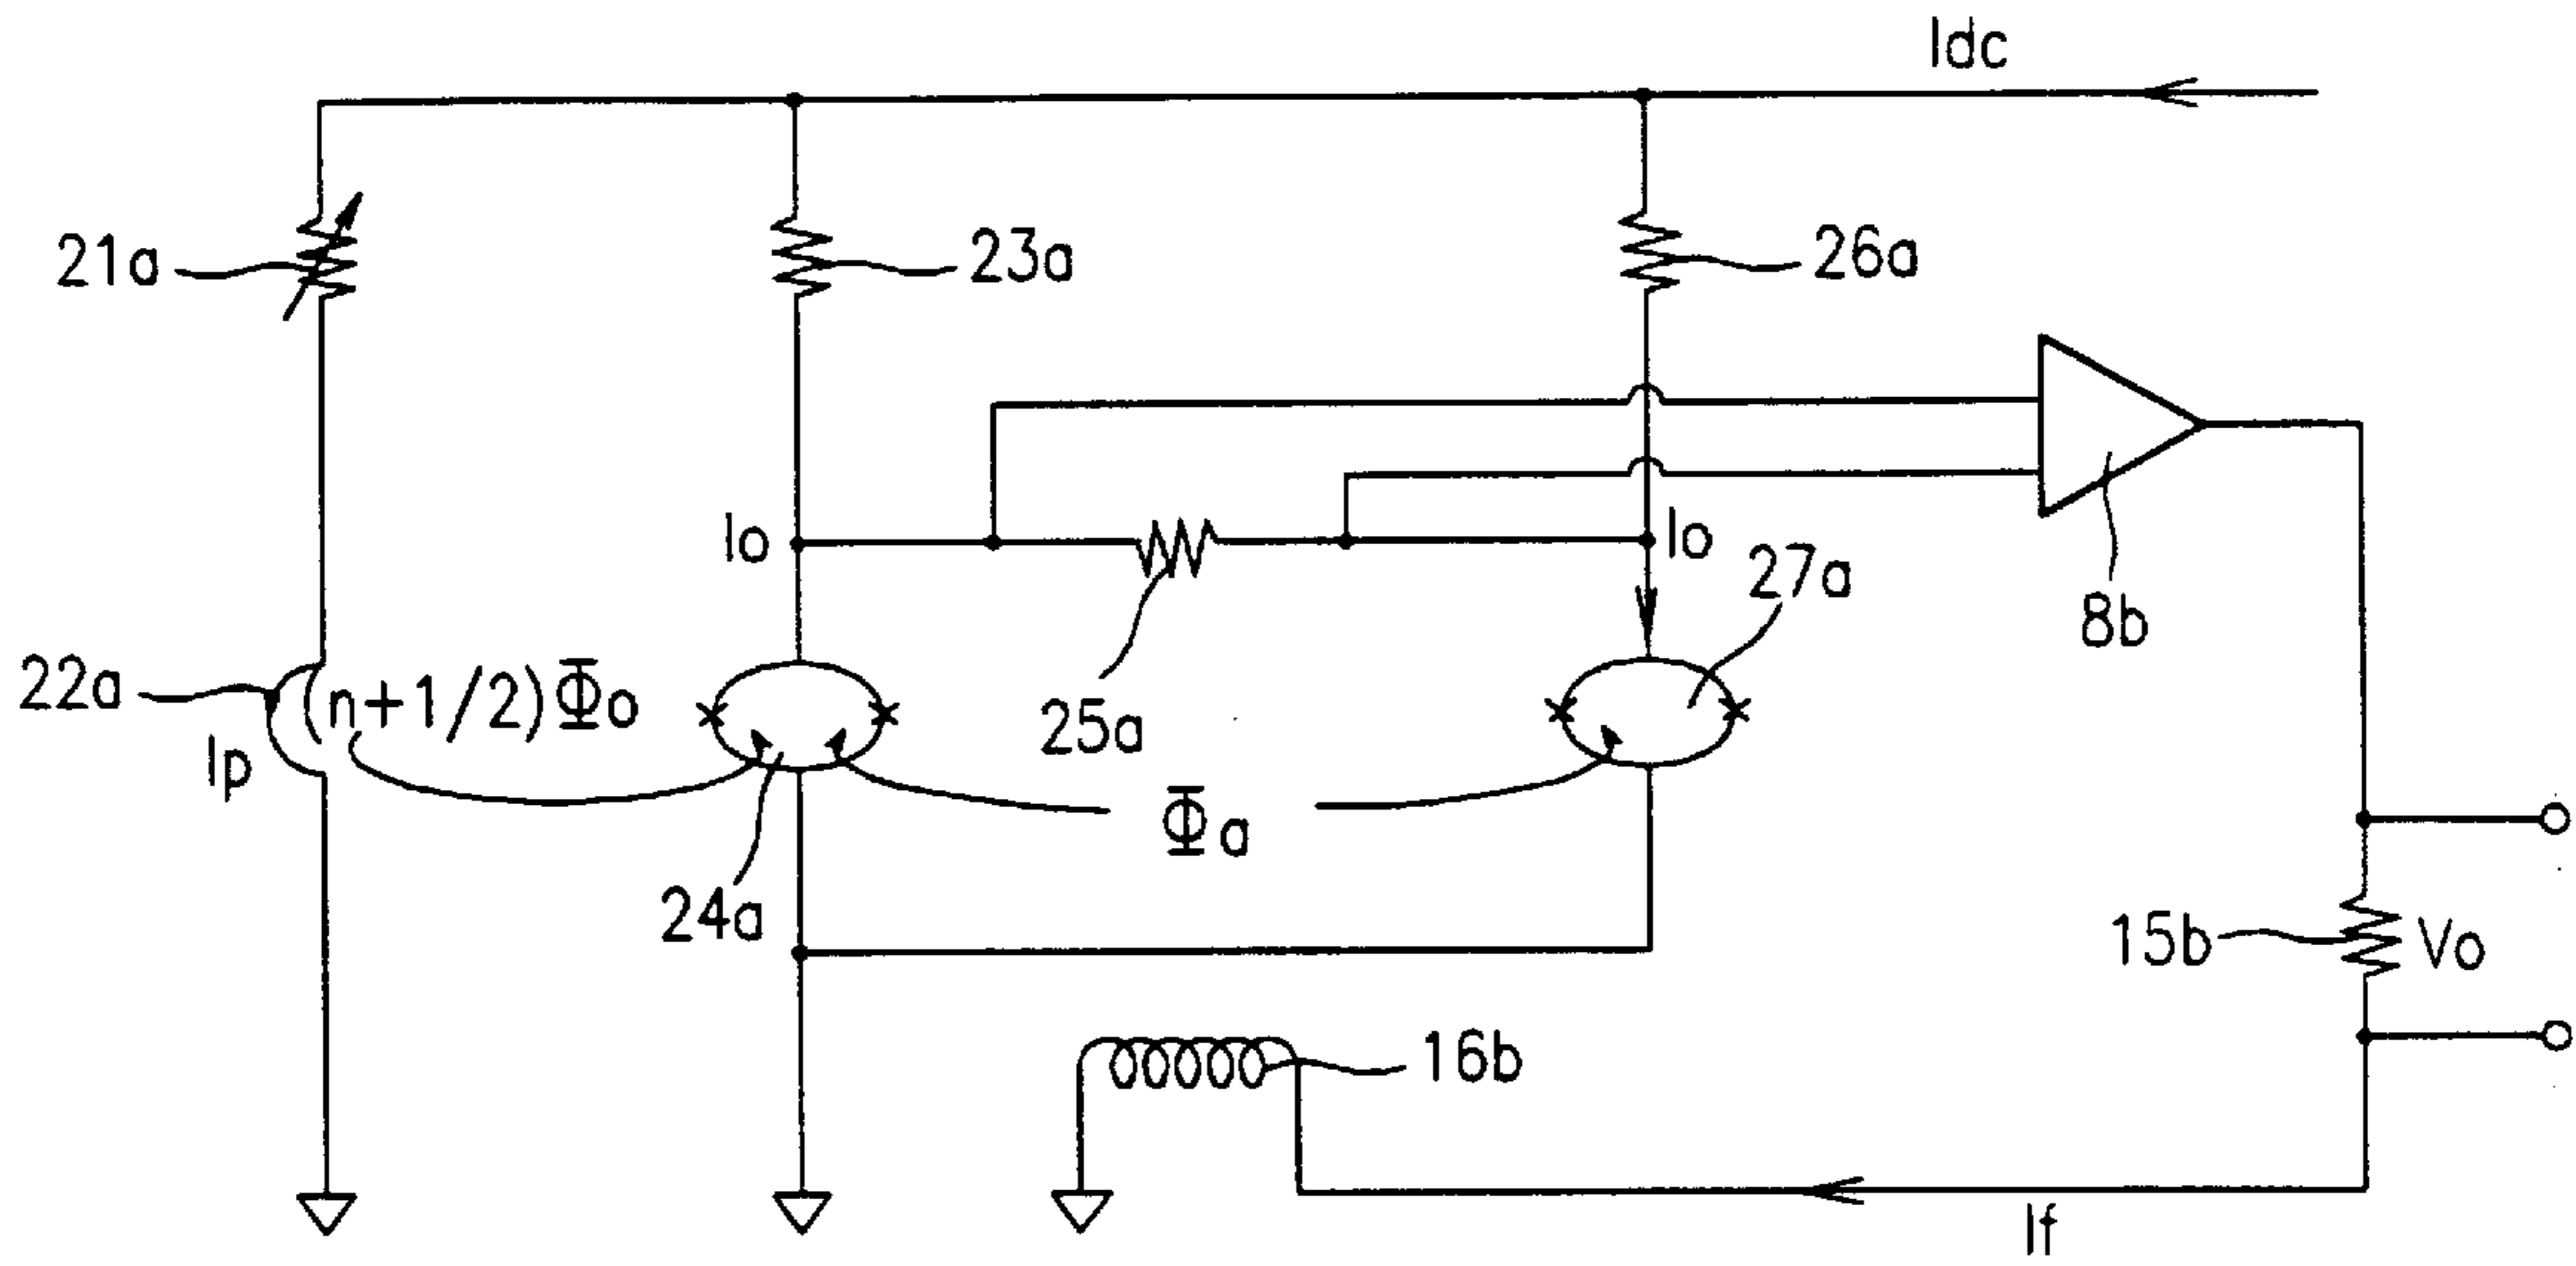 Idc
21a
23a
26a
Io
Io
27a
8b
22a
(n+1/2)Φo
25a
Ip
Φa
24a
15b
Vo
16b
If